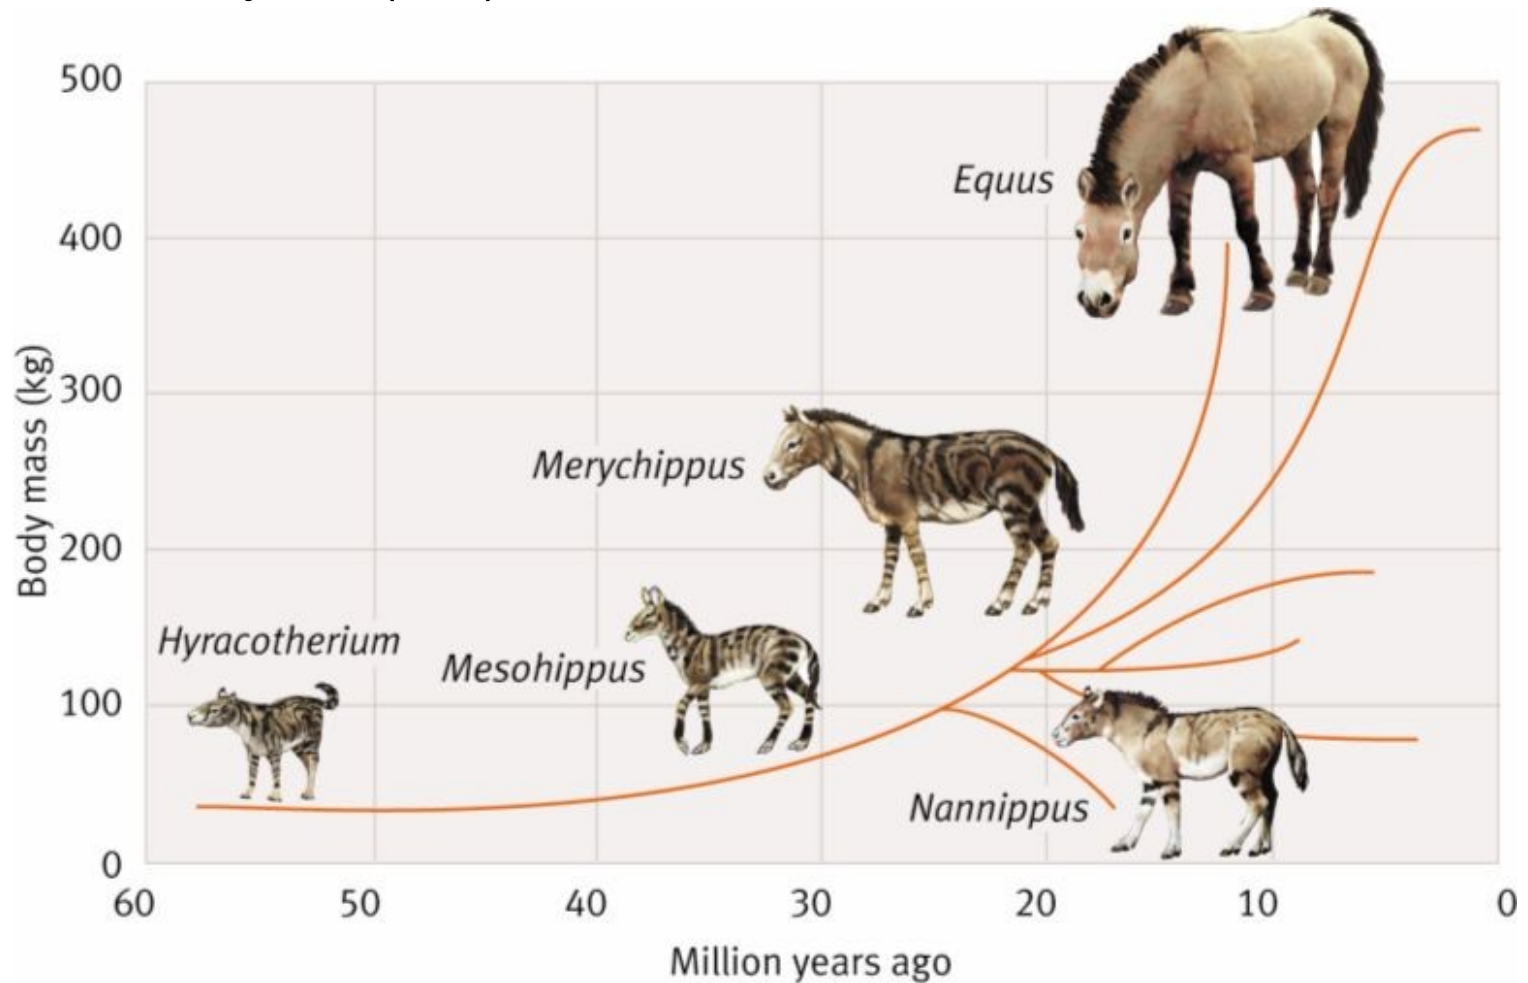 500
400
300
200
100
0
Body mass (kg)
Equus
Merychippus
Hyracotherium
Mesohippus
Nannippus
60 50 40 30 20 10 0
Million years ago